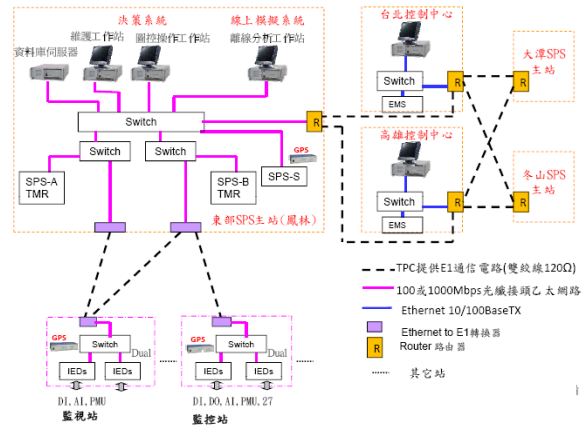 決策系統
線上模擬系統
維護工作站
資料庫伺服器
圖控操作工作站
離線分析工作站
Switch
R
Switch
Switch
GPS
SPS-A
TMR
SPS-B
TMR
SPS-S
東部SPS主站(鳳林)
台北控制中心
Switch
R
EMS
高雄控制中心
Switch
R
EMS
大潭SPS
主站
R
冬山SPS
主站
R
GPS
Switch
Dual
IEDs
IEDs
DI,AI,PMU
監視站
GPS
Switch
Dual
IEDs
IEDs
DI,DO,AI,PMU,27
監控站
TPC提供E1通信電路(雙絞線120Ω)
100或1000Mbps光纖接頭乙太網路
Ethernet 10/100BaseTX
Ethernet to E1轉換器
R
Router 路由器
其它站